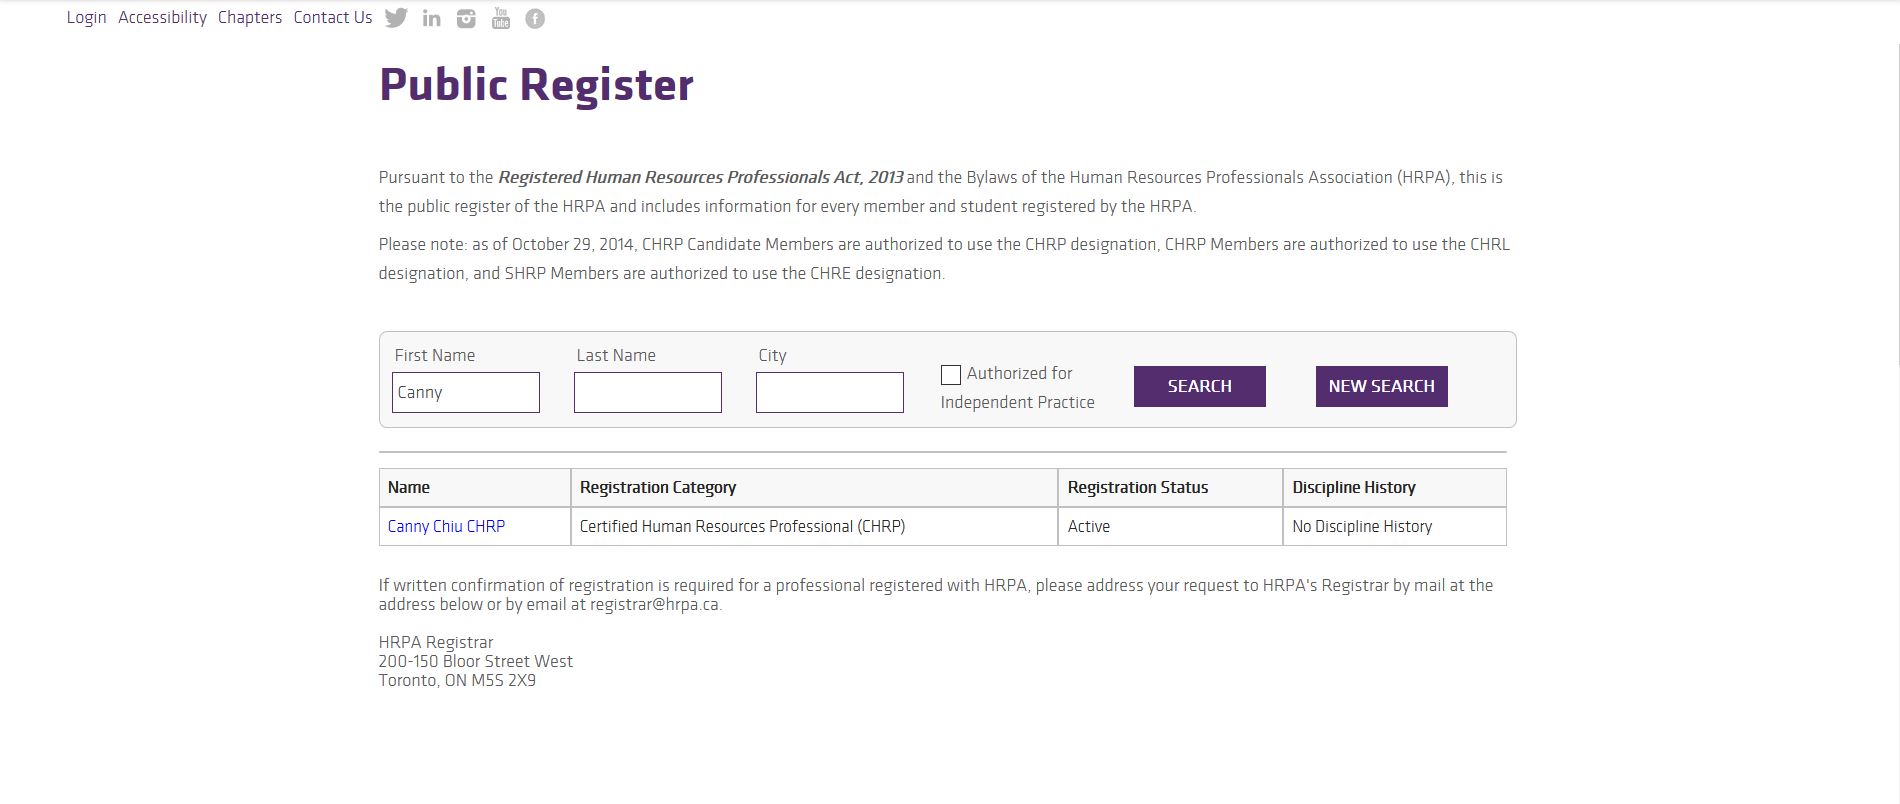 Login Accessibility Chapters Contact Us You Tube
Public Register
Pursuant to the Registered Human Resources Professionals Act, 2013 and the Bylaws of the Human Resources Professionals Association (HRPA), this is
the public register of the HRPA and includes information for every member and student registered by the HRPA.
Please note: as of October 29, 2014, CHRP Candidate Members are authorized to use the CHRP designation, CHRP Members are authorized to use the CHRL
designation, and SHRP Members are authorized to use the CHRE designation.
First Name Last Name City
Authorized for
Independent Practice
Canny
SEARCH NEW SEARCH
Name Registration Category Registration Status Discipline History
Canny Chiu CHRP Certified Human Resources Professional (CHRP) Active No Discipline History
If written confirmation of registration is required for a professional registered with HRPA, please address your request to HRPA's Registrar by mail at the
address below or by email at registrar@hrpa.ca.
HRPA Registrar
200-150 Bloor Street West
Toronto, ON M5S 2X9